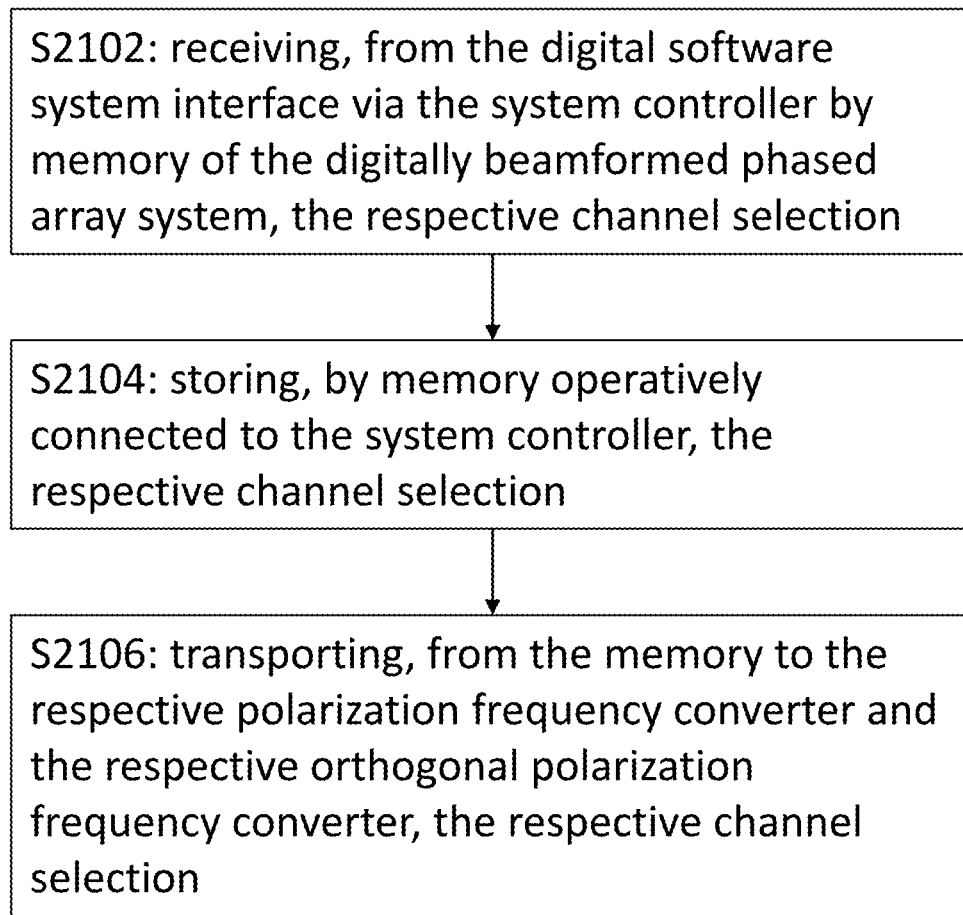 S2102: receiving, from the digital software
system interface via the system controller by
memory of the digitally beamformed phased
array system, the respective channel selection
S2104: storing, by memory operatively
connected to the system controller, the
respective channel selection
S2106: transporting, from the memory to the
respective polarization frequency converter and
the respective orthogonal polarization
frequency converter, the respective channel
selection